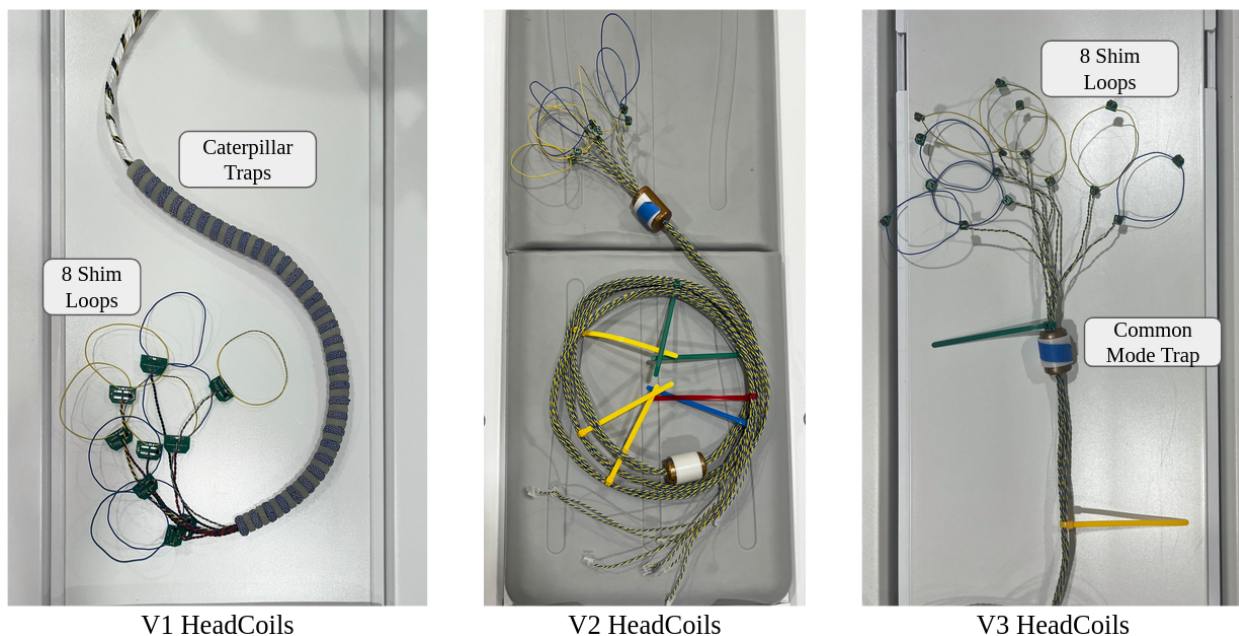 Caterpillar
Traps
8 Shim
Loops
8 Shim
Loops
Common
Mode Trap
V1 HeadCoils
V2 HeadCoils
V3 HeadCoils